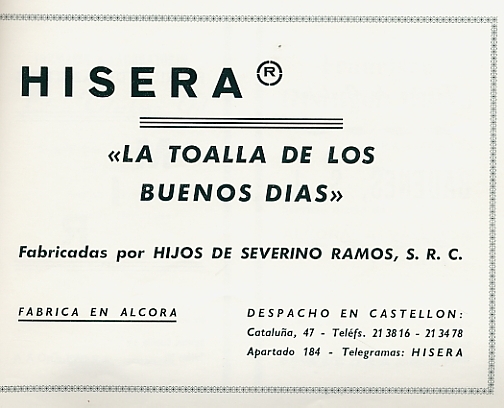 HISERA ®
«LA TOALLA DE LOS
BUENOS DIAS»
Fabricadas por HIJOS DE SEVERINO RAMOS, S. R. C.
FABRICA EN ALCORA
DESPACHO EN CASTELLON:
Cataluña, 47 - Teléfs. 21 38 16 - 21 34 78
Apartado 184 - Telegramas: HISERA